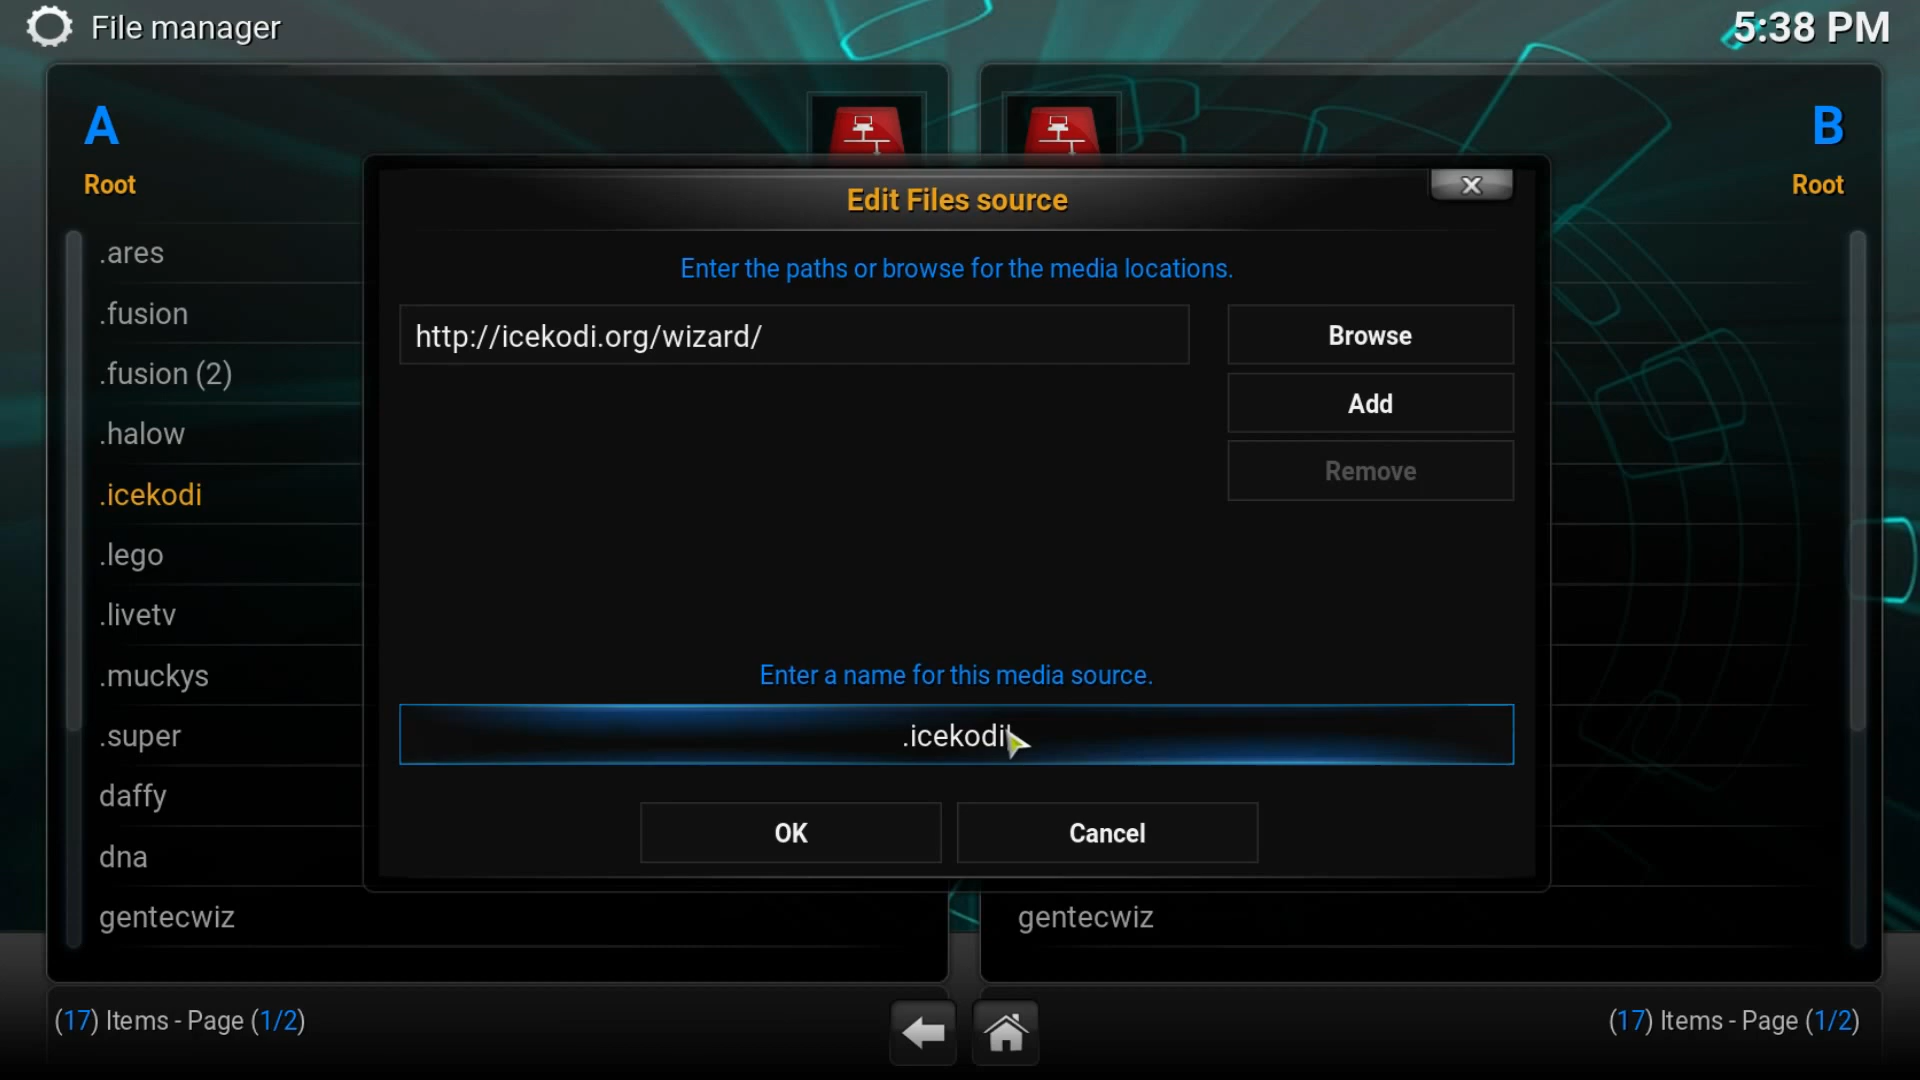 File manager
5:38 PM
A
B
Root
Root
Edit Files source
X
Enter the paths or browse for the media locations.
http://icekodi.org/wizard/
Browse
Add
Remove
Enter a name for this media source.
.icekodi
OK
Cancel
.ares
.fusion
.fusion (2)
.halow
.icekodi
.lego
.livetv
.muckys
.super
daffy
dna
gentecwiz
gentecwiz
(17) Items - Page (1/2)
(17) Items - Page (1/2)